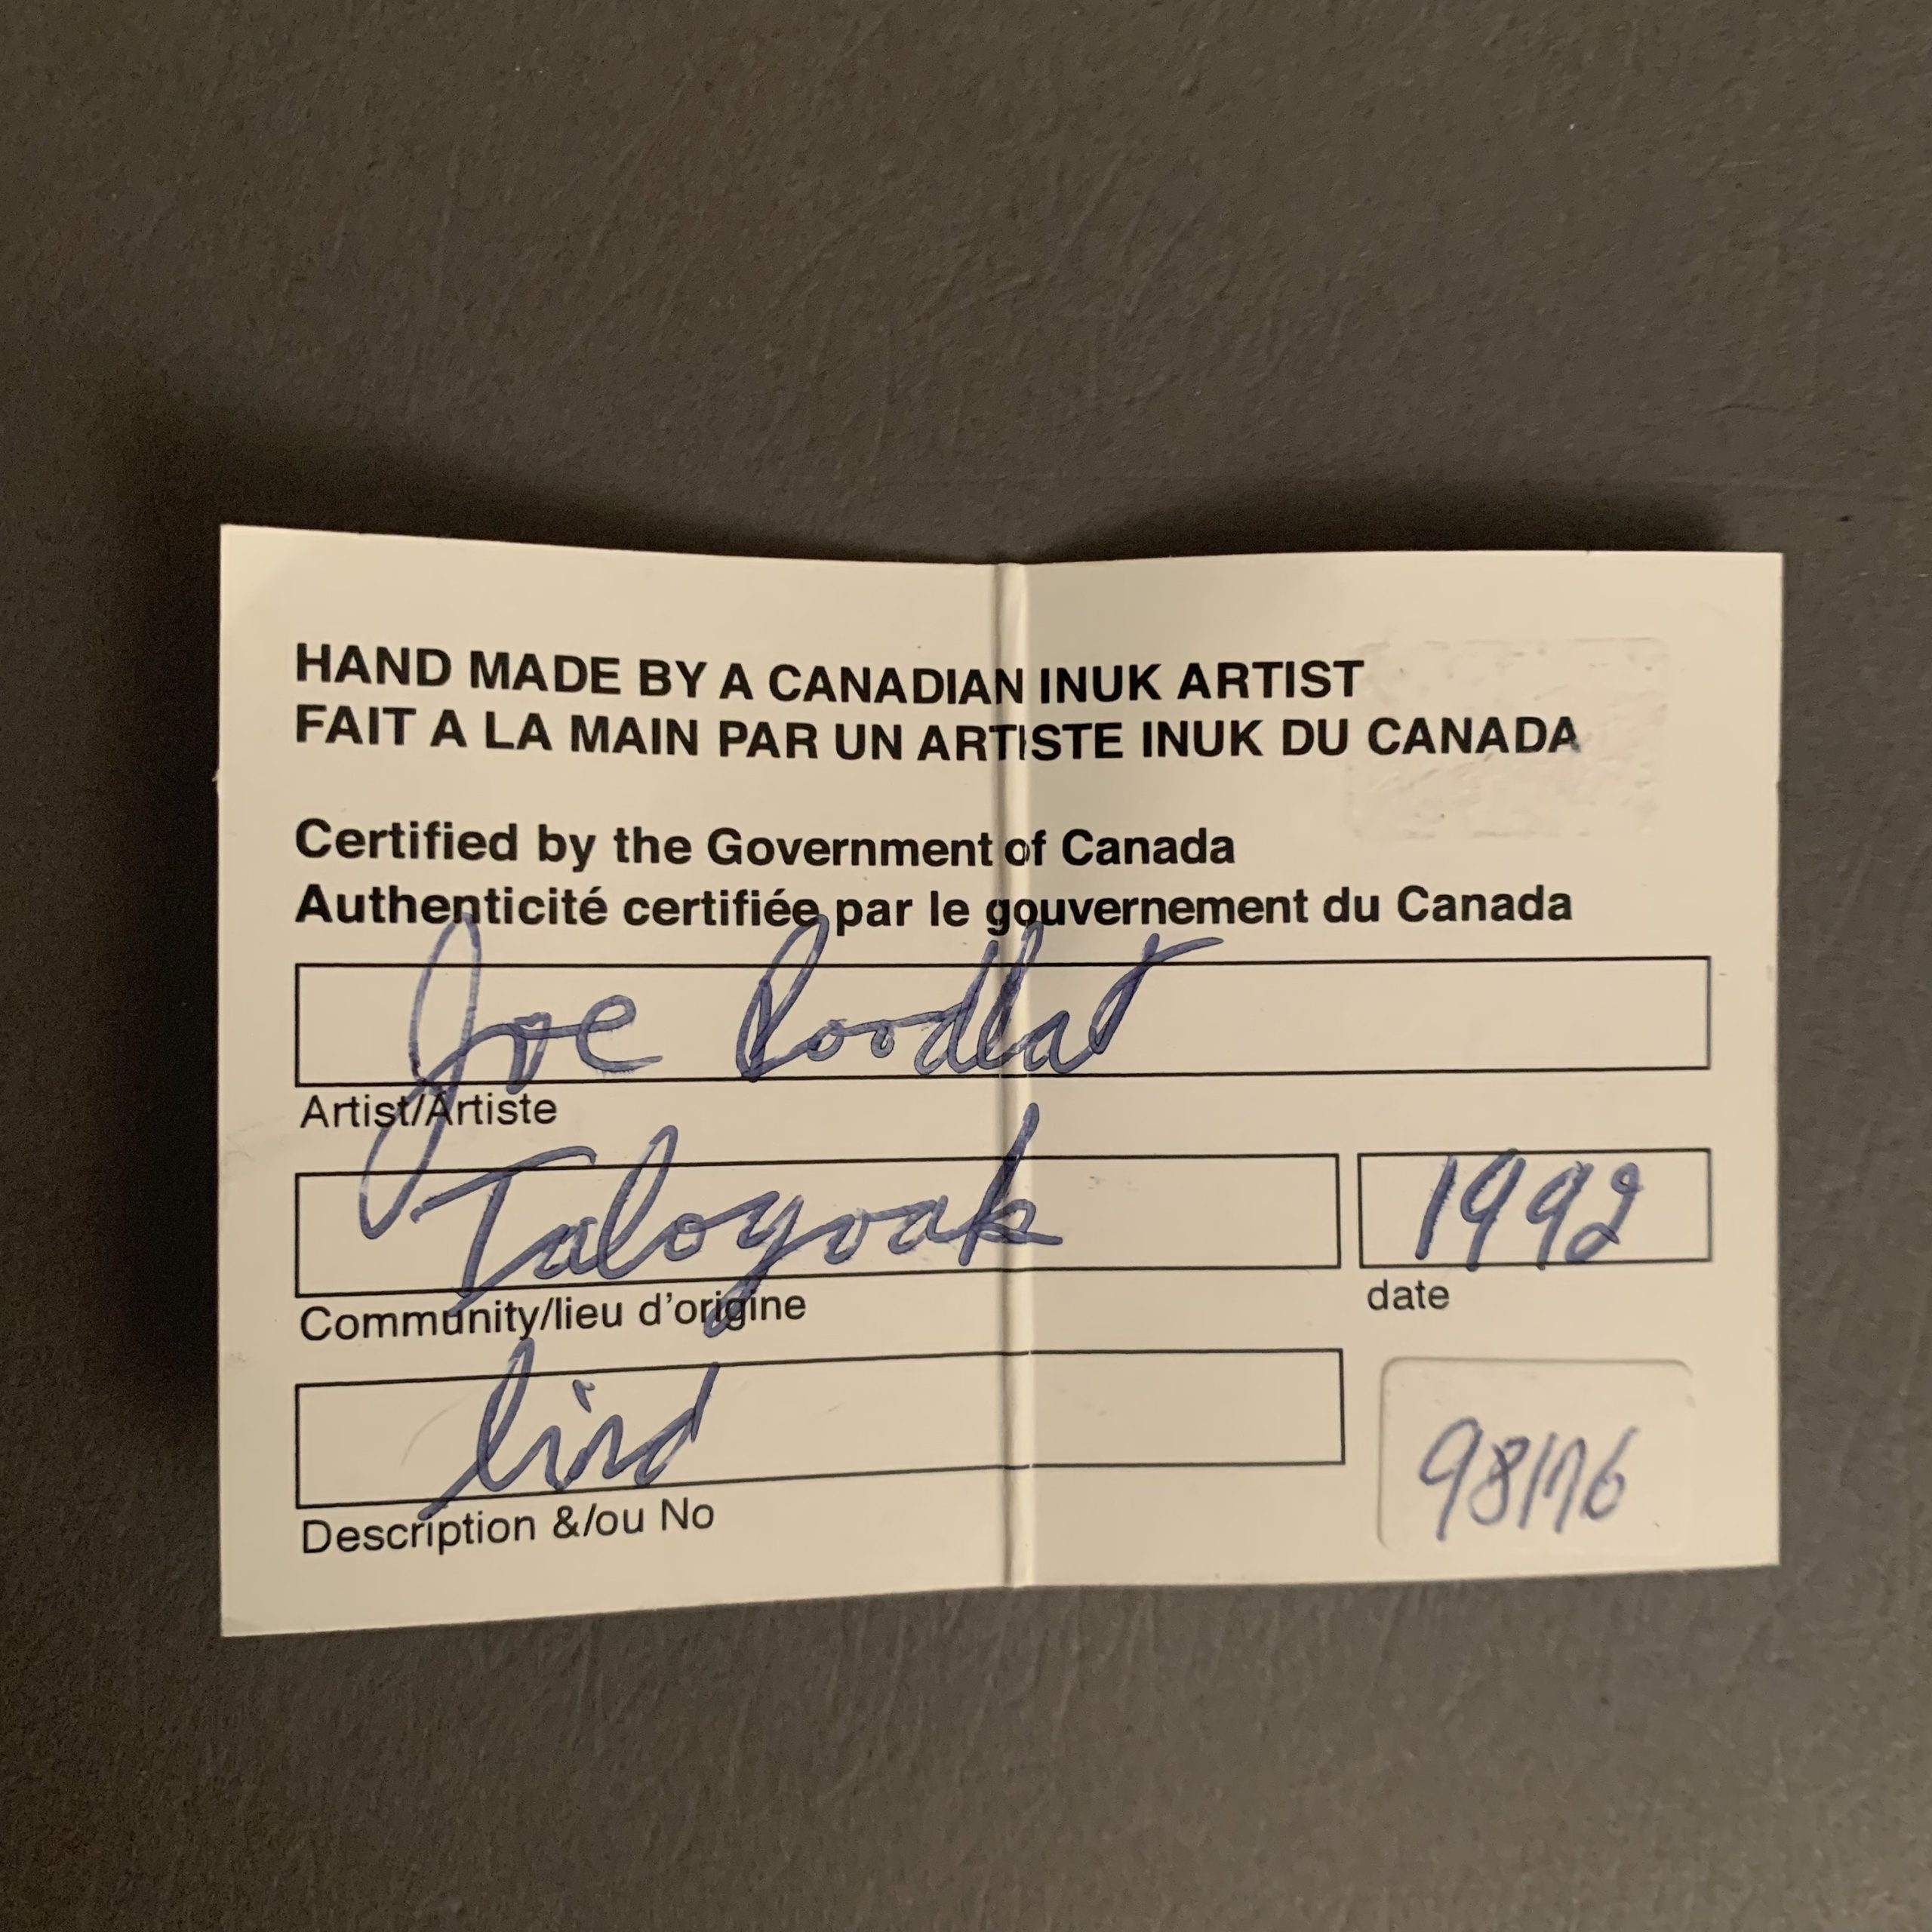 HAND MADE BY A CANADIAN INUK ARTIST
FAIT A LA MAIN PAR UN ARTISTE INUK DU CANADA
Certified by the Government of Canada
Authenticité certifiée par le gouvernement du Canada
Joe
Artist/Artiste
Taloyoak 1992
Community/lieu d'origine date
bird
Description &/ou No